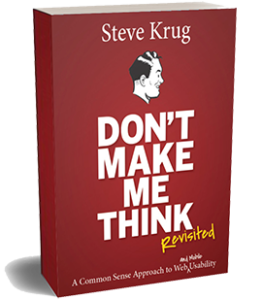 Steve Krug
DON'T
MAKE
ME
THINK
Revisited
and Mobile
A Common Sense Approach to Web Usability